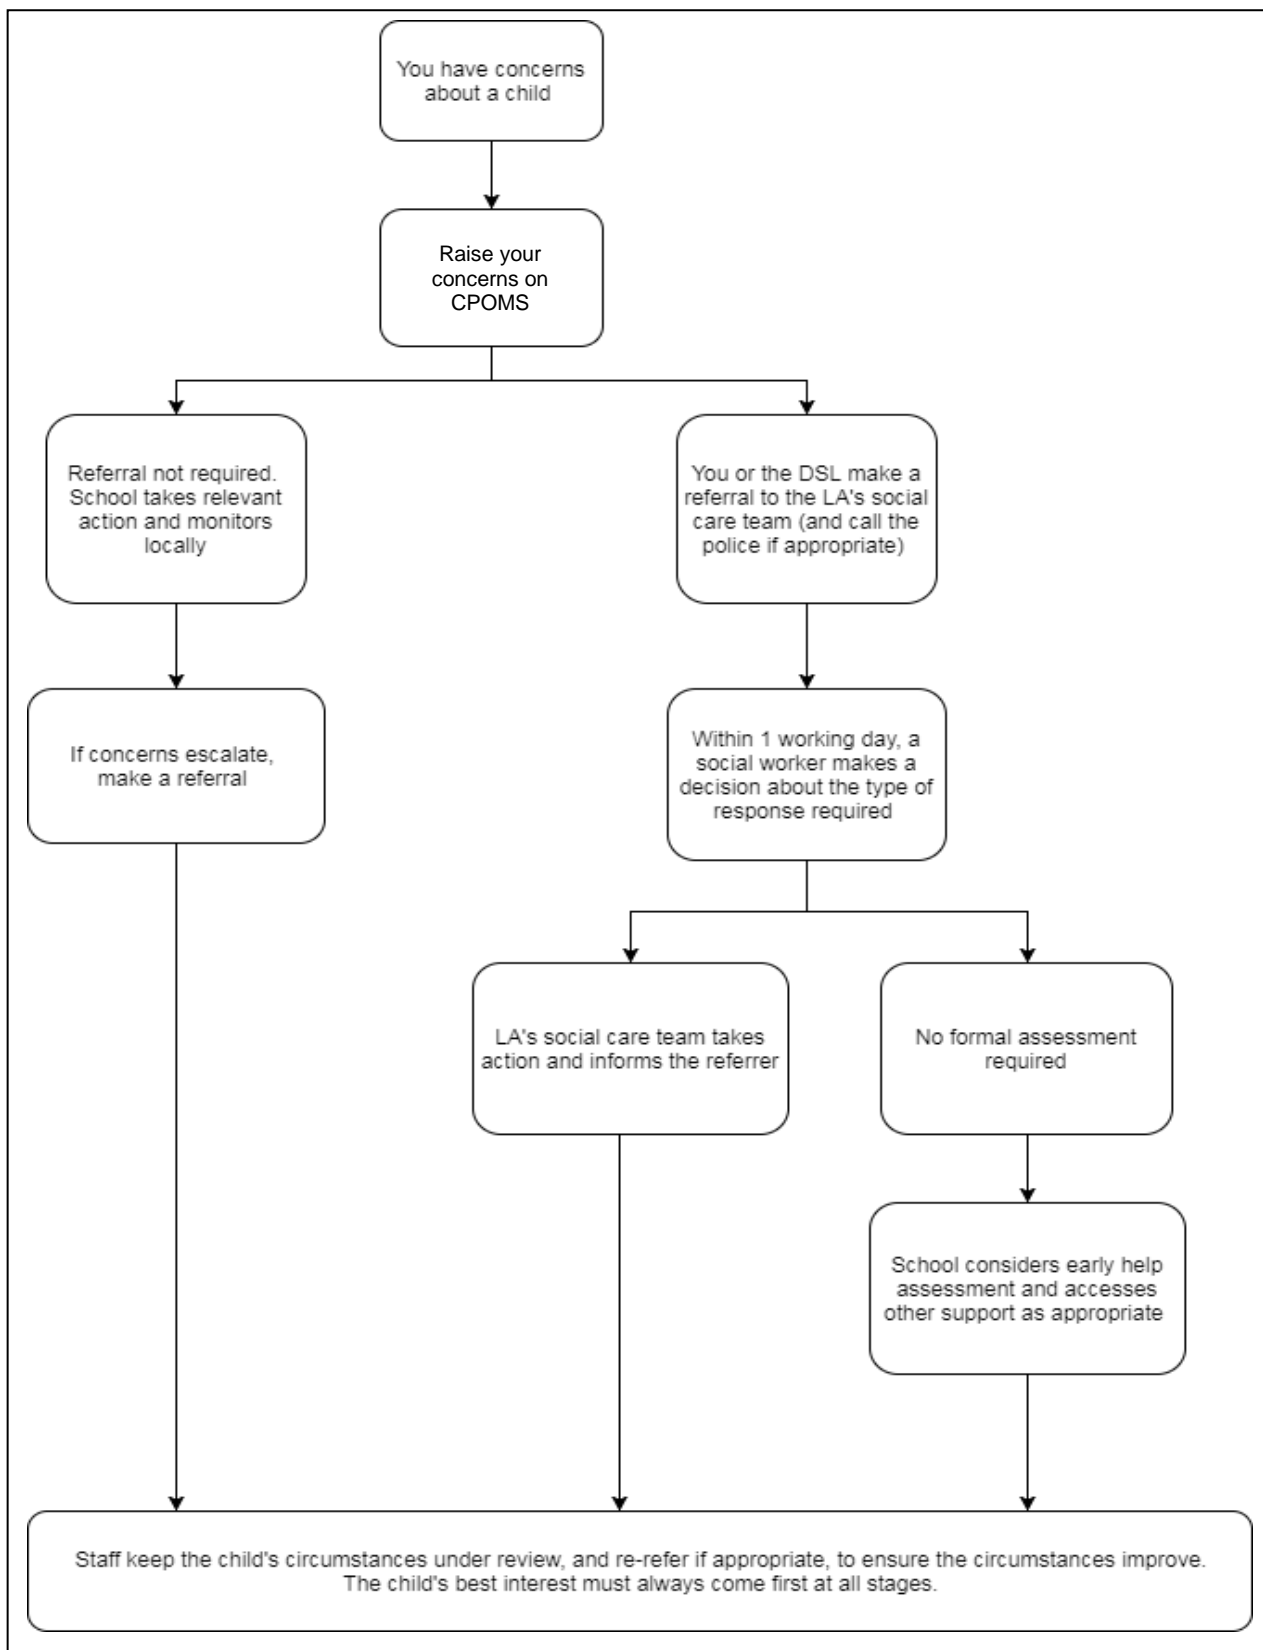 You have concerns
about a child
Raise your
concerns on
CPOMS
Referral not required.
School takes relevant
action and monitors
locally
You or the DSL make a
referral to the LA's social
care team (and call the
police if appropriate)
If concerns escalate,
make a referral
Within 1 working day, a
social worker makes a
decision about the type of
response required
LA's social care team takes
action and informs the referrer
No formal assessment
required
School considers early help
assessment and accesses
other support as appropriate
Staff keep the child's circumstances under review, and re-refer if appropriate, to ensure the circumstances improve.
The child's best interest must always come first at all stages.